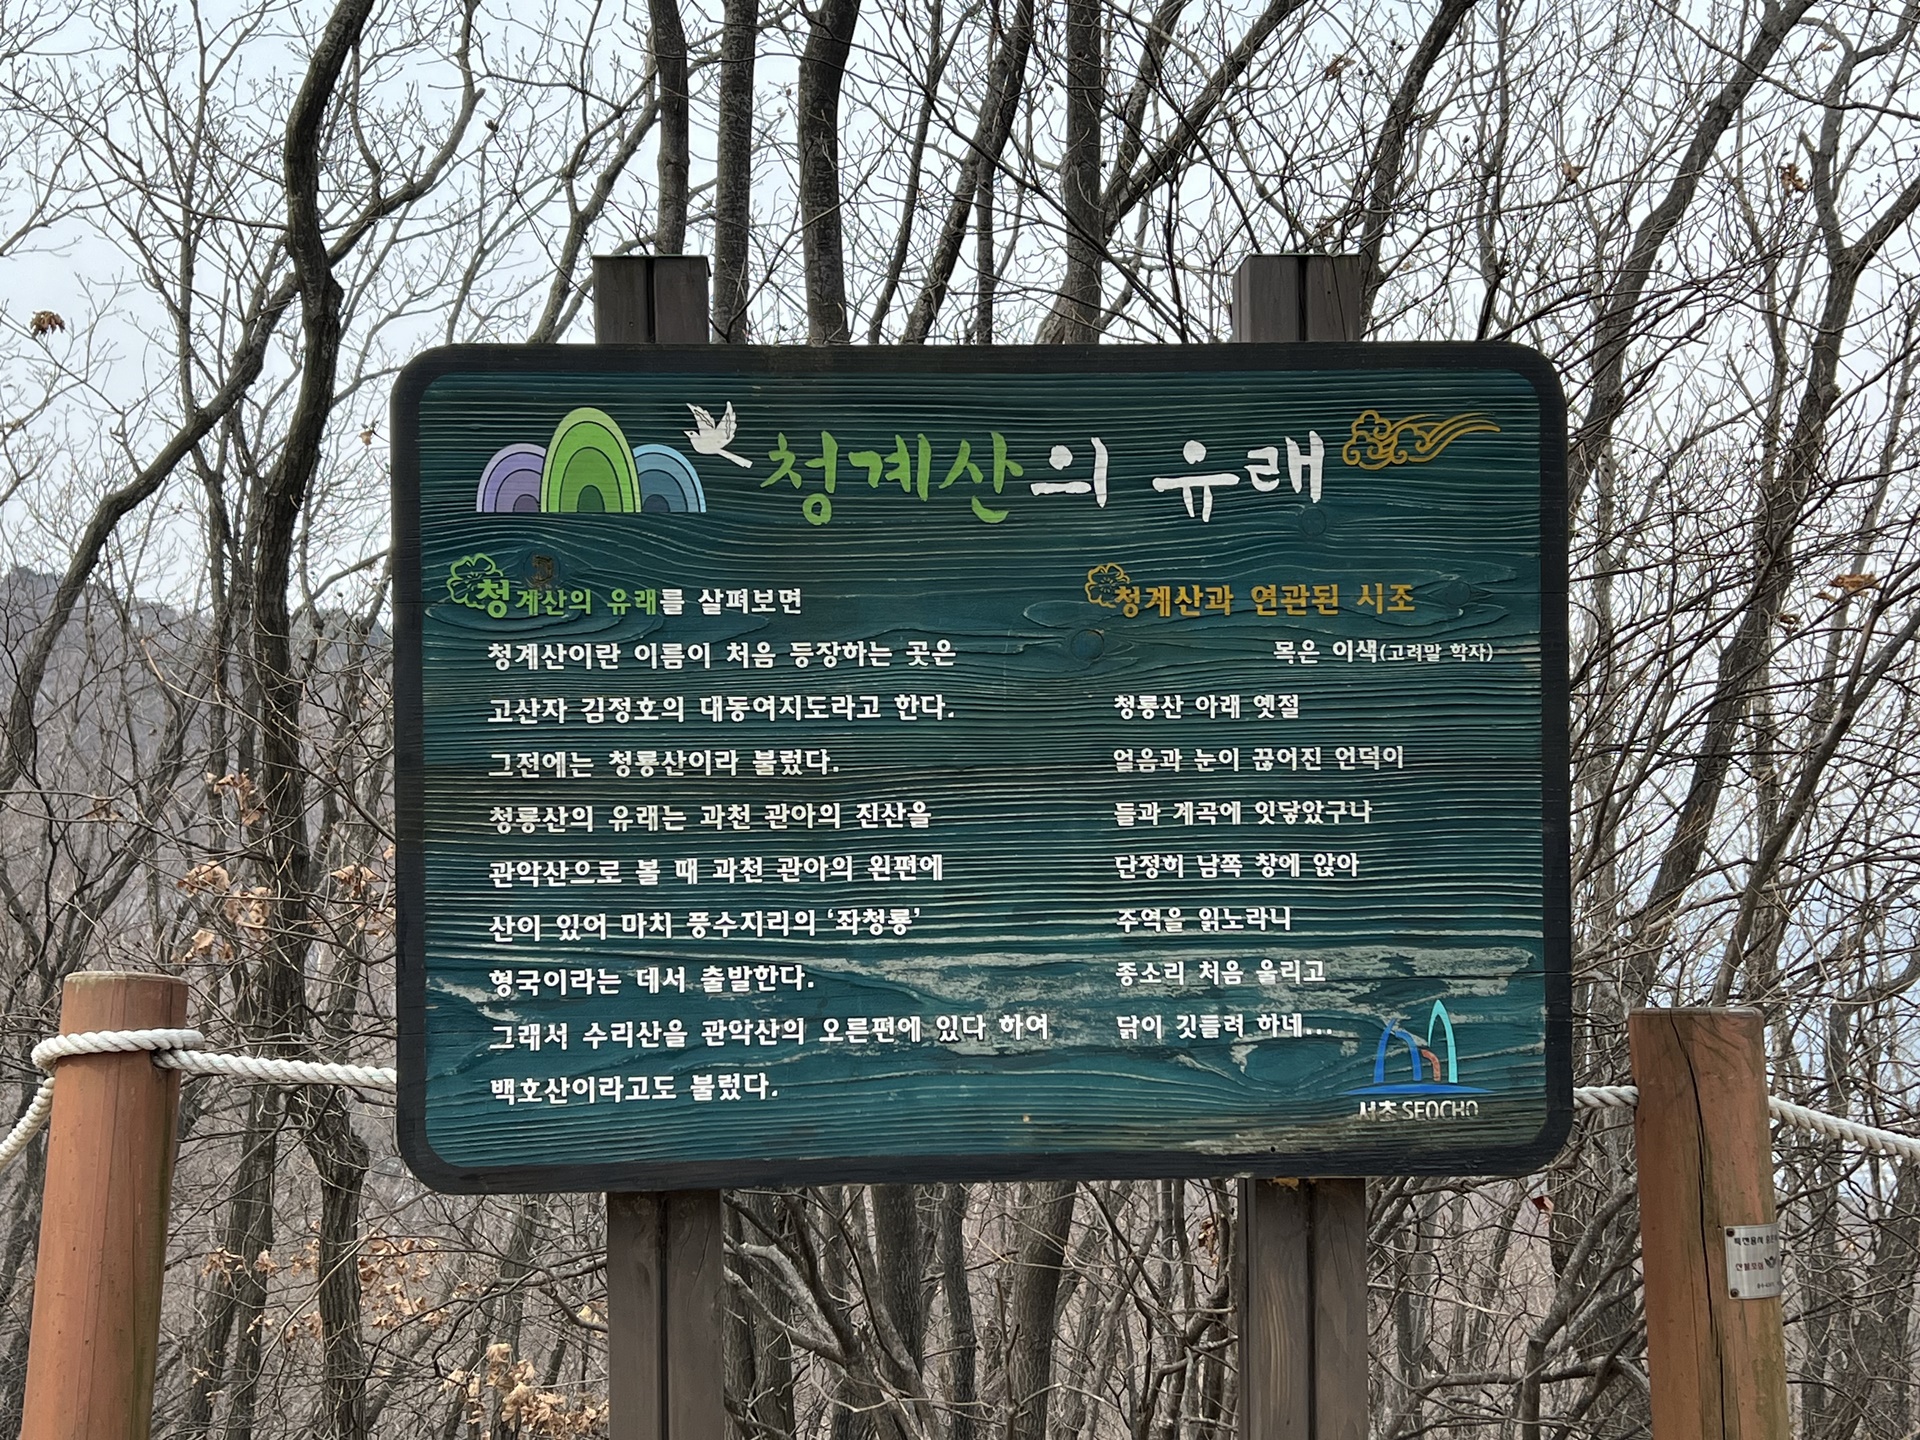 청계산의 유래
청계산의 유래를 살펴보면
청계산이란 이름이 처음 등장하는 곳은
고산자 김정호의 대동여지도라고 한다.
그전에는 청룡산이라 불렀다.
청룡산의 유래는 과천 관아의 진산을
관악산으로 볼 때 과천 관아의 왼편에
산이 있어 마치 풍수지리의 ‘좌청룡’
형국이라는 데서 출발한다.
그래서 수리산을 관악산의 오른편에 있다 하여
백호산이라고도 불렀다.
청계산과 연관된 시조
목은 이색(고려말 학자)
청룡산 아래 옛절
얼음과 눈이 끊어진 언덕이
들과 계곡에 잇닿았구나
단정히 남쪽 창에 앉아
주역을 읽노라니
종소리 처음 울리고
닭이 깃들려 하네...
서초 SEOCHO